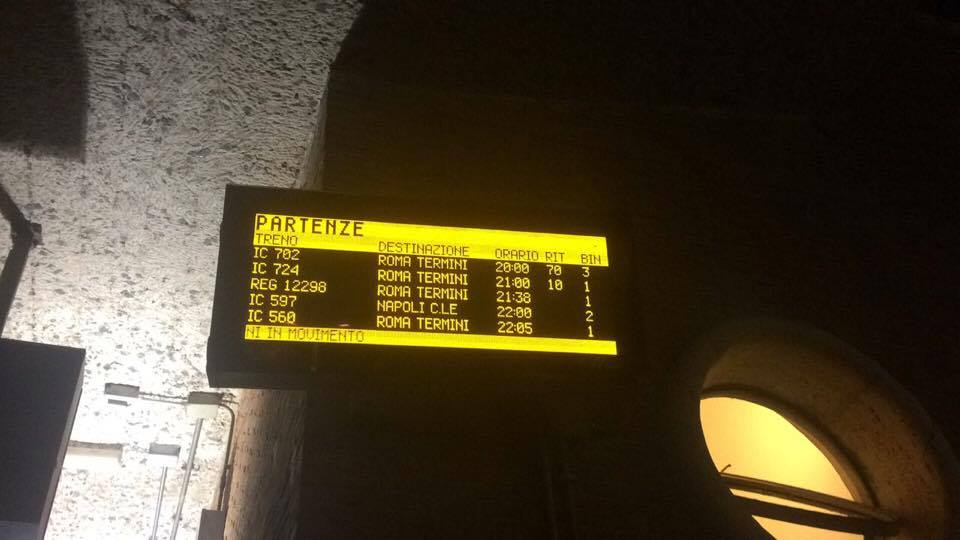 PARTENZE
TRENO DESTINAZIONE ORARIO RIT BIN
IC 702 ROMA TERMINI 20:00 70 3
IC 724 ROMA TERMINI 21:00 10 1
REG 12298 ROMA TERMINI 21:38 1
IC 597 NAPOLI C.LE 22:00 2
IC 560 ROMA TERMINI 22:05 1
NI IN MOVIMENTO